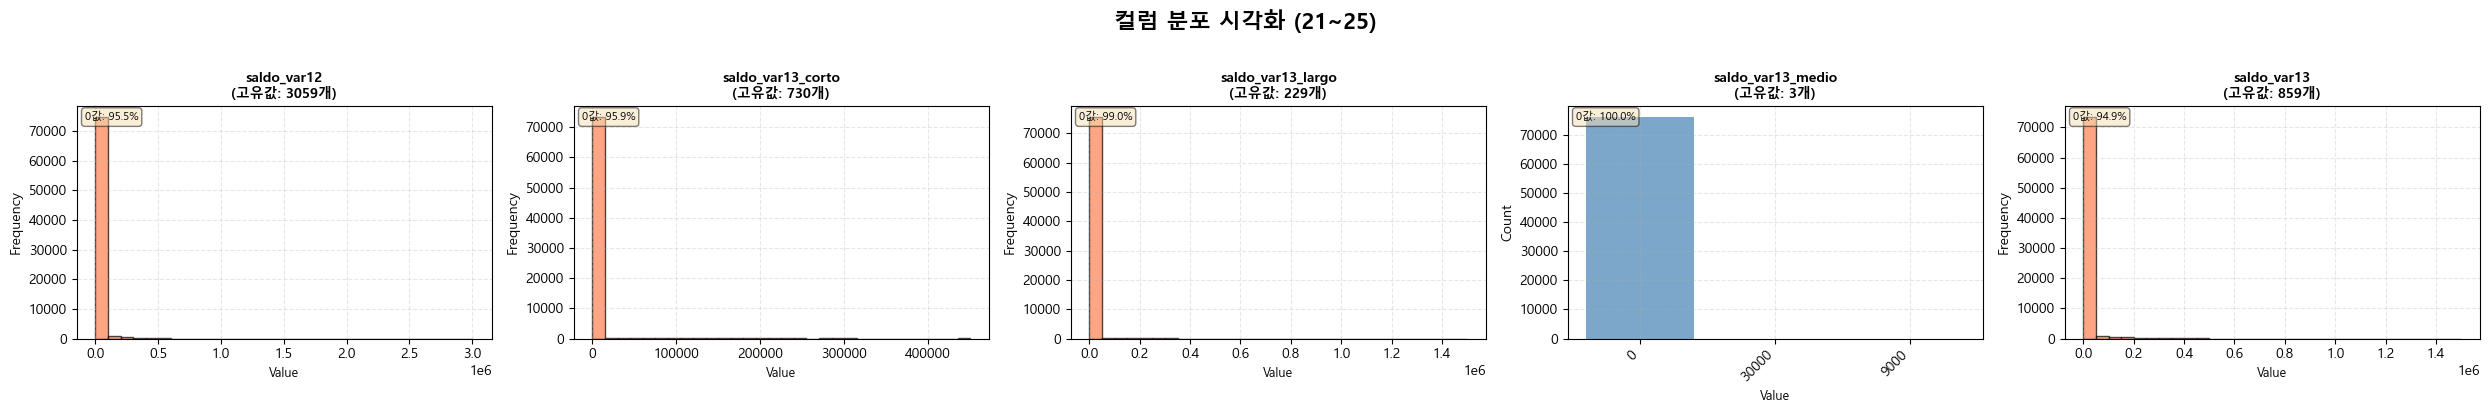 컬럼 분포 시각화 (21~25)
saldo_var12
(고유값: 3059개)
0값: 95.5%
70000
60000
50000
40000
30000
20000
10000
0
Frequency
0.0 0.5 1.0 1.5 2.0 2.5 3.0
1e6
Value
saldo_var13_corto
(고유값: 730개)
0값: 95.9%
70000
60000
50000
40000
30000
20000
10000
0
Frequency
0 100000 200000 300000 400000
Value
saldo_var13_largo
(고유값: 229개)
0값: 99.0%
70000
60000
50000
40000
30000
20000
10000
0
Frequency
0.0 0.2 0.4 0.6 0.8 1.0 1.2 1.4
1e6
Value
saldo_var13_medio
(고유값: 3개)
0값: 100.0%
70000
60000
50000
40000
30000
20000
10000
0
Count
0 30000 9000
Value
saldo_var13
(고유값: 859개)
0값: 94.9%
70000
60000
50000
40000
30000
20000
10000
0
Frequency
0.0 0.2 0.4 0.6 0.8 1.0 1.2 1.4
1e6
Value